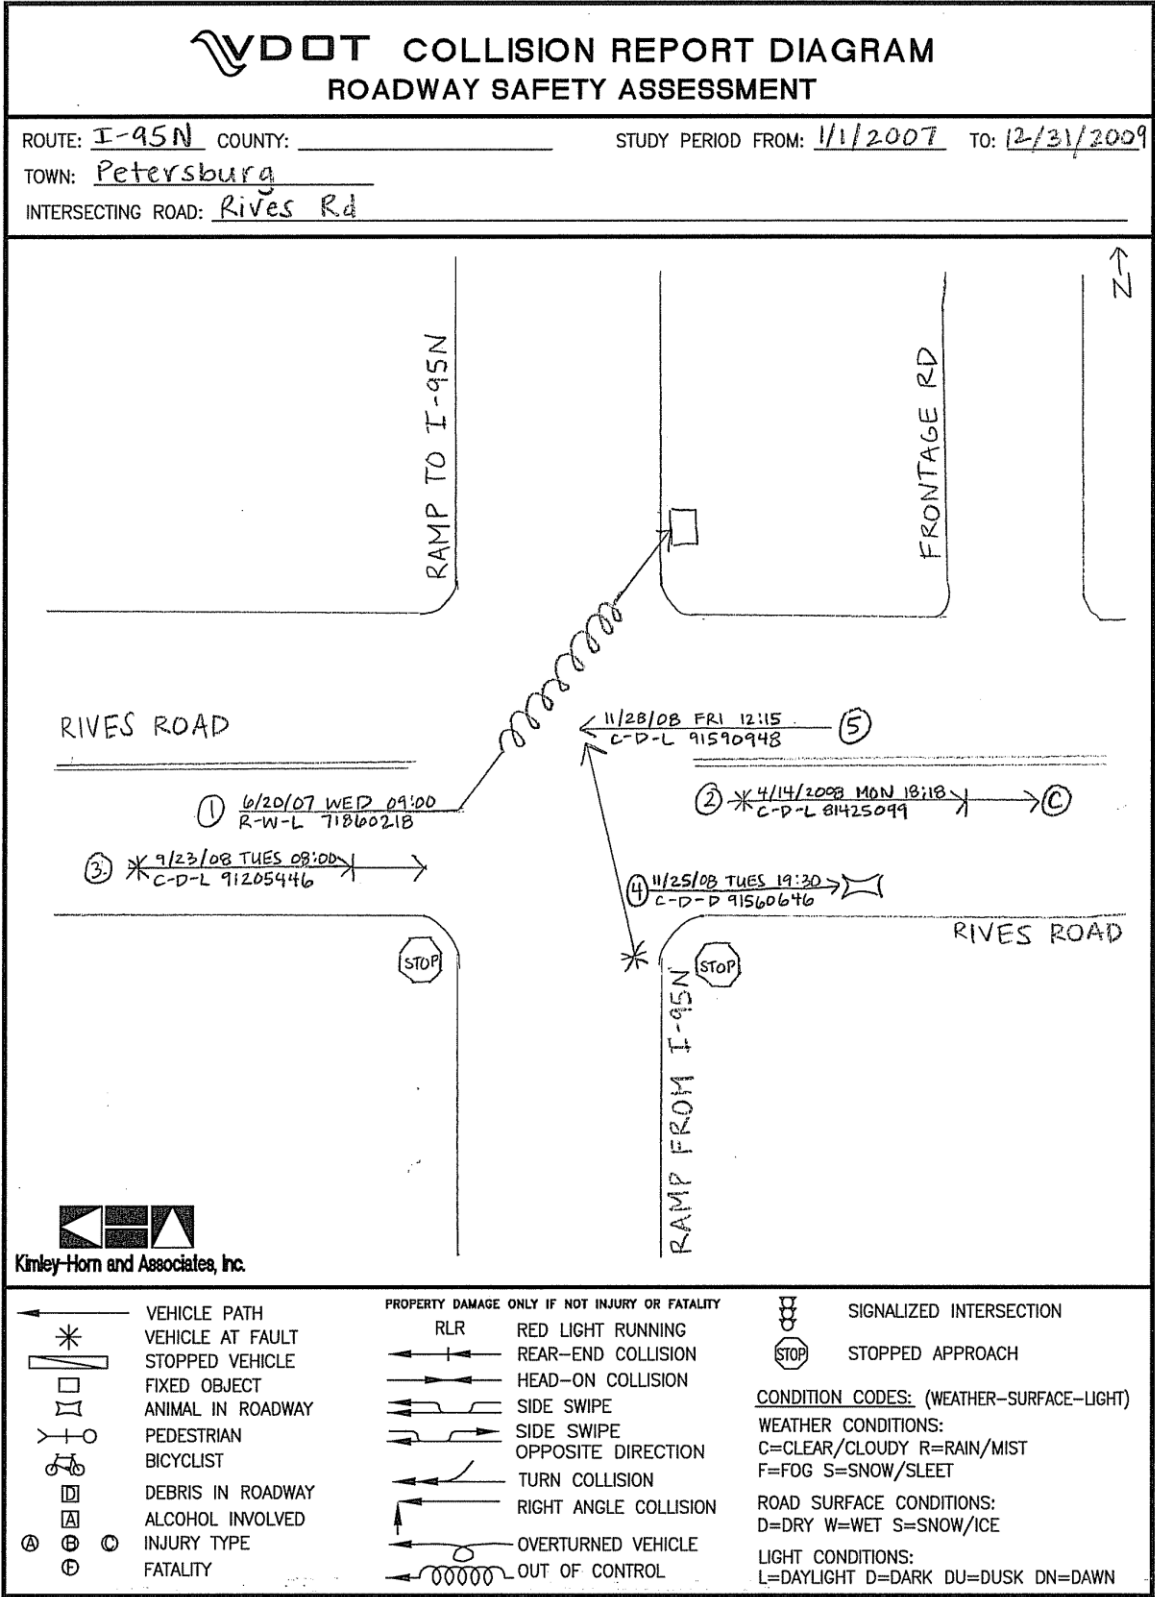 VDOT COLLISION REPORT DIAGRAM
ROADWAY SAFETY ASSESSMENT
ROUTE: I-95N COUNTY: STUDY PERIOD FROM: 1/1/2007 TO: 12/31/2009
TOWN: Petersburg
INTERSECTING ROAD: Rives Rd
N
RAMP TO I-95N
FRONTAGE RD
RIVES ROAD
11/28/08 FRI 12:15 5
C-D-L 91590948
1 6/20/07 WED 09:00
R-W-L 71860218
2 4/14/2008 MON 18:18 C
C-D-L 81425099
3. 9/23/08 TUES 08:00
C-D-L 91205446
4 11/25/08 TUES 19:30
C-D-D 91560646
RIVES ROAD
STOP
STOP
RAMP FROM I-95N
Kimley-Horn and Associates, Inc.
VEHICLE PATH
VEHICLE AT FAULT
STOPPED VEHICLE
FIXED OBJECT
ANIMAL IN ROADWAY
PEDESTRIAN
BICYCLIST
D DEBRIS IN ROADWAY
A ALCOHOL INVOLVED
A B C INJURY TYPE
F FATALITY
PROPERTY DAMAGE ONLY IF NOT INJURY OR FATALITY
RLR RED LIGHT RUNNING
REAR-END COLLISION
HEAD-ON COLLISION
SIDE SWIPE
SIDE SWIPE
OPPOSITE DIRECTION
TURN COLLISION
RIGHT ANGLE COLLISION
OVERTURNED VEHICLE
OUT OF CONTROL
SIGNALIZED INTERSECTION
STOP STOPPED APPROACH
CONDITION CODES: (WEATHER-SURFACE-LIGHT)
WEATHER CONDITIONS:
C=CLEAR/CLOUDY R=RAIN/MIST
F=FOG S=SNOW/SLEET
ROAD SURFACE CONDITIONS:
D=DRY W=WET S=SNOW/ICE
LIGHT CONDITIONS:
L=DAYLIGHT D=DARK DU=DUSK DN=DAWN